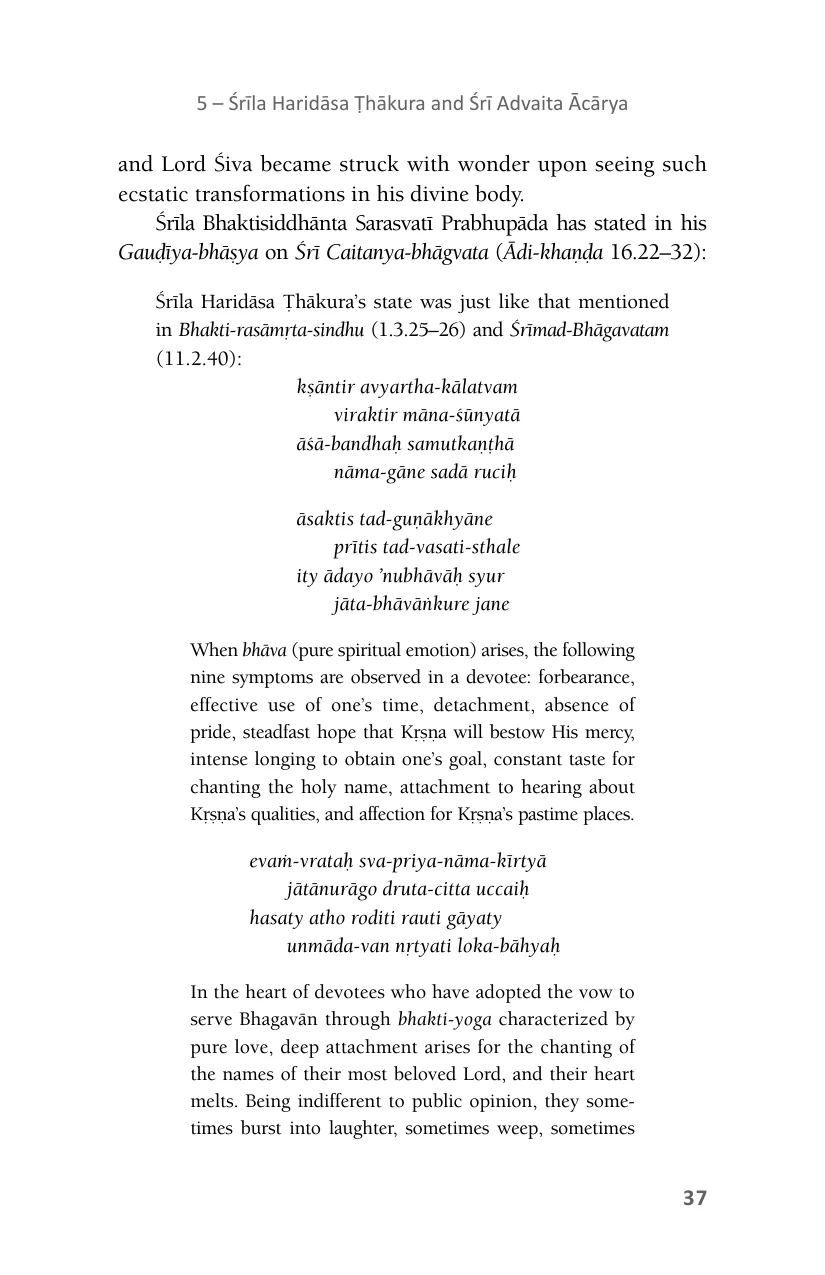 5 – Śrīla Haridāsa Ṭhākura and Śrī Advaita Ācārya
and Lord Śiva became struck with wonder upon seeing such
ecstatic transformations in his divine body.
Śrīla Bhaktisiddhānta Sarasvatī Prabhupāda has stated in his
Gauḍīya-bhāṣya on Śrī Caitanya-bhāgvata (Ādi-khaṇḍa 16.22–32):
Śrīla Haridāsa Ṭhākura’s state was just like that mentioned
in Bhakti-rasāmṛta-sindhu (1.3.25–26) and Śrīmad-Bhāgavatam
(11.2.40):
kṣāntir avyartha-kālatvam
viraktir māna-śūnyatā
āśā-bandhaḥ samutkaṇṭhā
nāma-gāne sadā ruciḥ
āsaktis tad-guṇākhyāne
prītis tad-vasati-sthale
ity ādayo ’nubhāvāḥ syur
jāta-bhāvāṅkure jane
When bhāva (pure spiritual emotion) arises, the following
nine symptoms are observed in a devotee: forbearance,
effective use of one’s time, detachment, absence of
pride, steadfast hope that Kṛṣṇa will bestow His mercy,
intense longing to obtain one’s goal, constant taste for
chanting the holy name, attachment to hearing about
Kṛṣṇa’s qualities, and affection for Kṛṣṇa’s pastime places.
evaṁ-vrataḥ sva-priya-nāma-kīrtyā
jātānurāgo druta-citta uccaiḥ
hasaty atho roditi rauti gāyaty
unmāda-van nṛtyati loka-bāhyaḥ
In the heart of devotees who have adopted the vow to
serve Bhagavān through bhakti-yoga characterized by
pure love, deep attachment arises for the chanting of
the names of their most beloved Lord, and their heart
melts. Being indifferent to public opinion, they some-
times burst into laughter, sometimes weep, sometimes
37